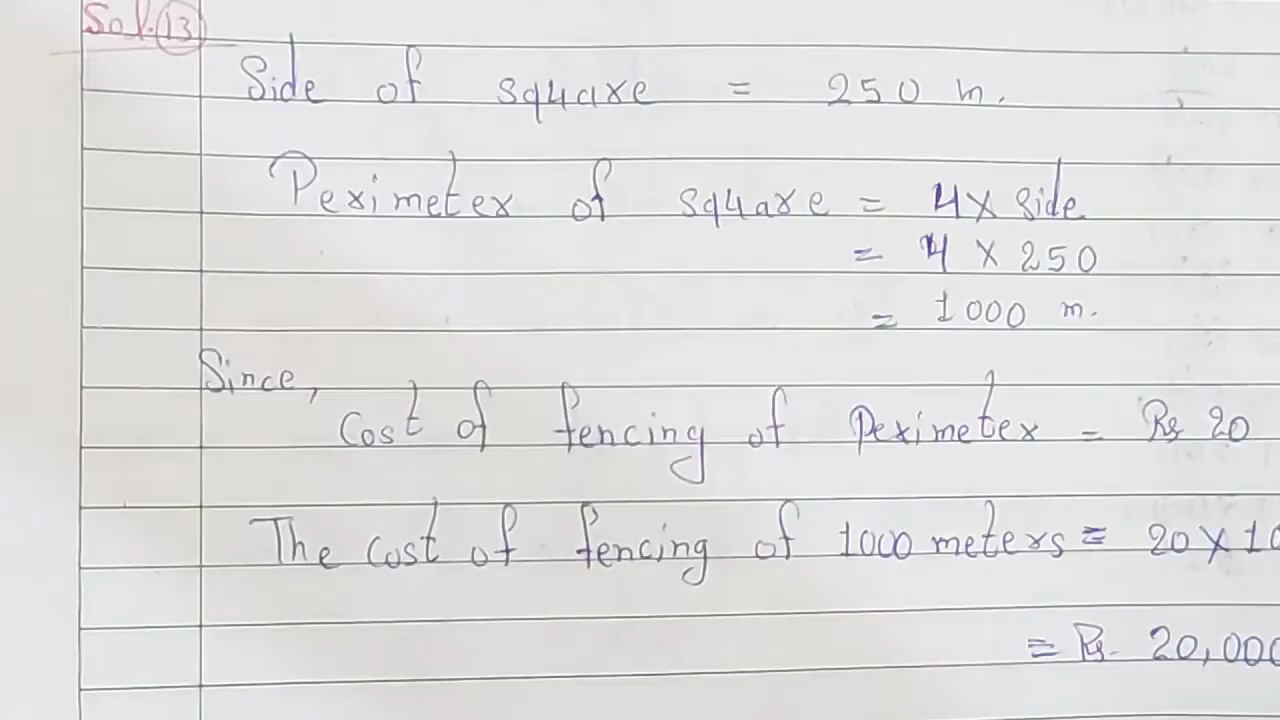 Sol. 13
Side of square = 250 m.
Perimeter of square = 4 x side
= 4 x 250
= 1000 m.
Since,
Cost of fencing of Perimeter = Rs 20
The cost of fencing of 1000 meters = 20 x 10
= Rs. 20,000